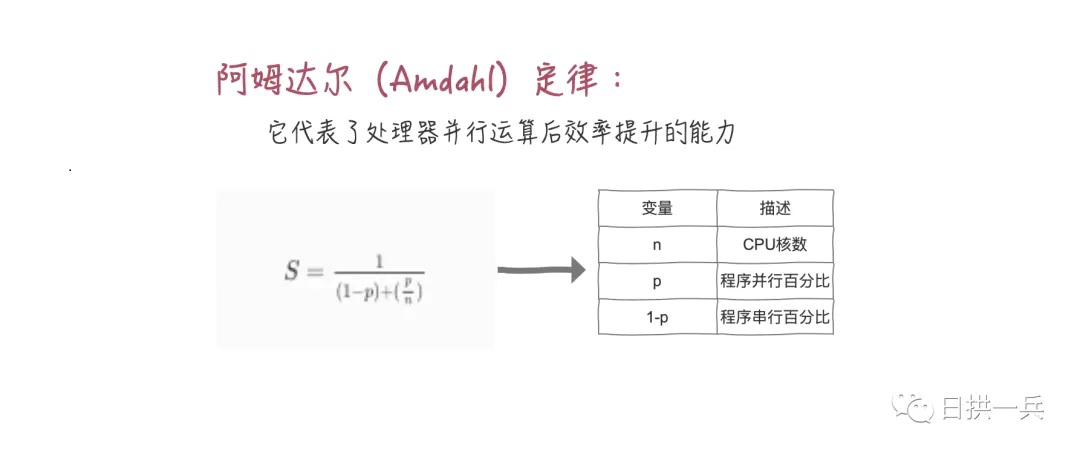 阿姆达尔（Amdahl）定律：
它代表了处理器并行运算后效率提升的能力
S = 1 / ((1-p)+(p/n))
变量 描述
n CPU核数
p 程序并行百分比
1-p 程序串行百分比
日拱一兵